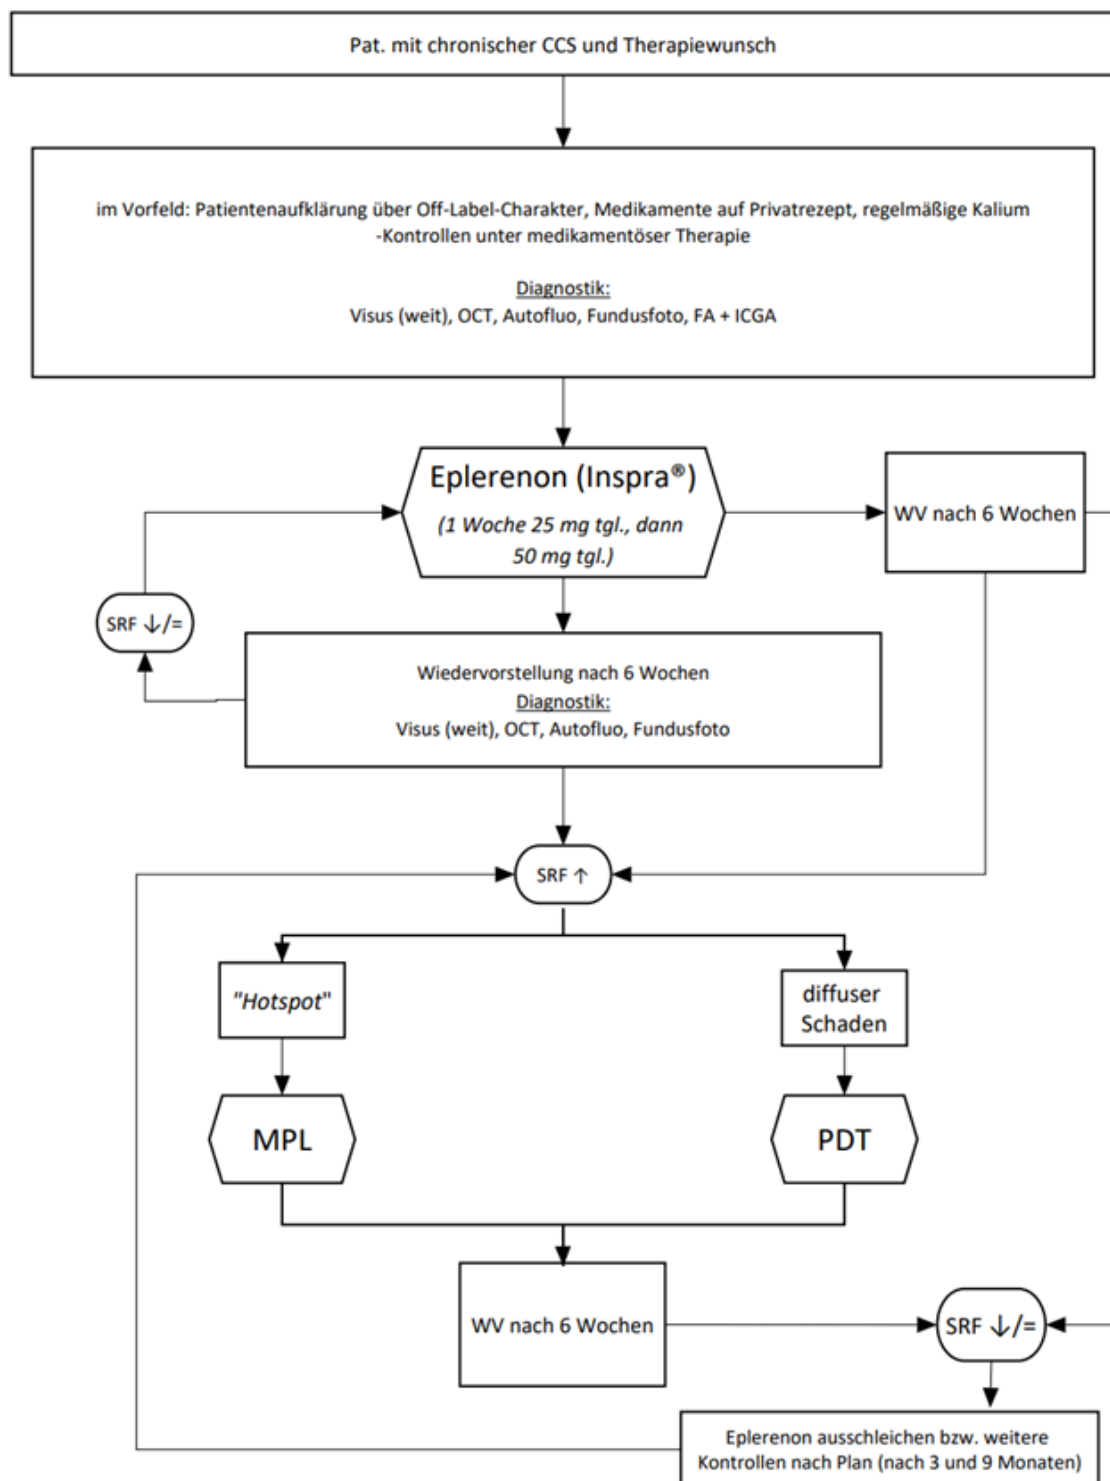 Pat. mit chronischer CCS und Therapiewunsch
im Vorfeld: Patientenaufklärung über Off-Label-Charakter, Medikamente auf Privatrezept, regelmäßige Kalium
-Kontrollen unter medikamentöser Therapie
Diagnostik:
Visus (weit), OCT, Autofluo, Fundusfoto, FA + ICGA
Eplerenon (Inspra®)
(1 Woche 25 mg tgl., dann
50 mg tgl.)
WV nach 6 Wochen
SRF ↓/=
Wiedervorstellung nach 6 Wochen
Diagnostik:
Visus (weit), OCT, Autofluo, Fundusfoto
SRF ↑
"Hotspot"
diffuser
Schaden
MPL
PDT
WV nach 6 Wochen
SRF ↓/=
Eplerenon ausschleichen bzw. weitere
Kontrollen nach Plan (nach 3 und 9 Monaten)